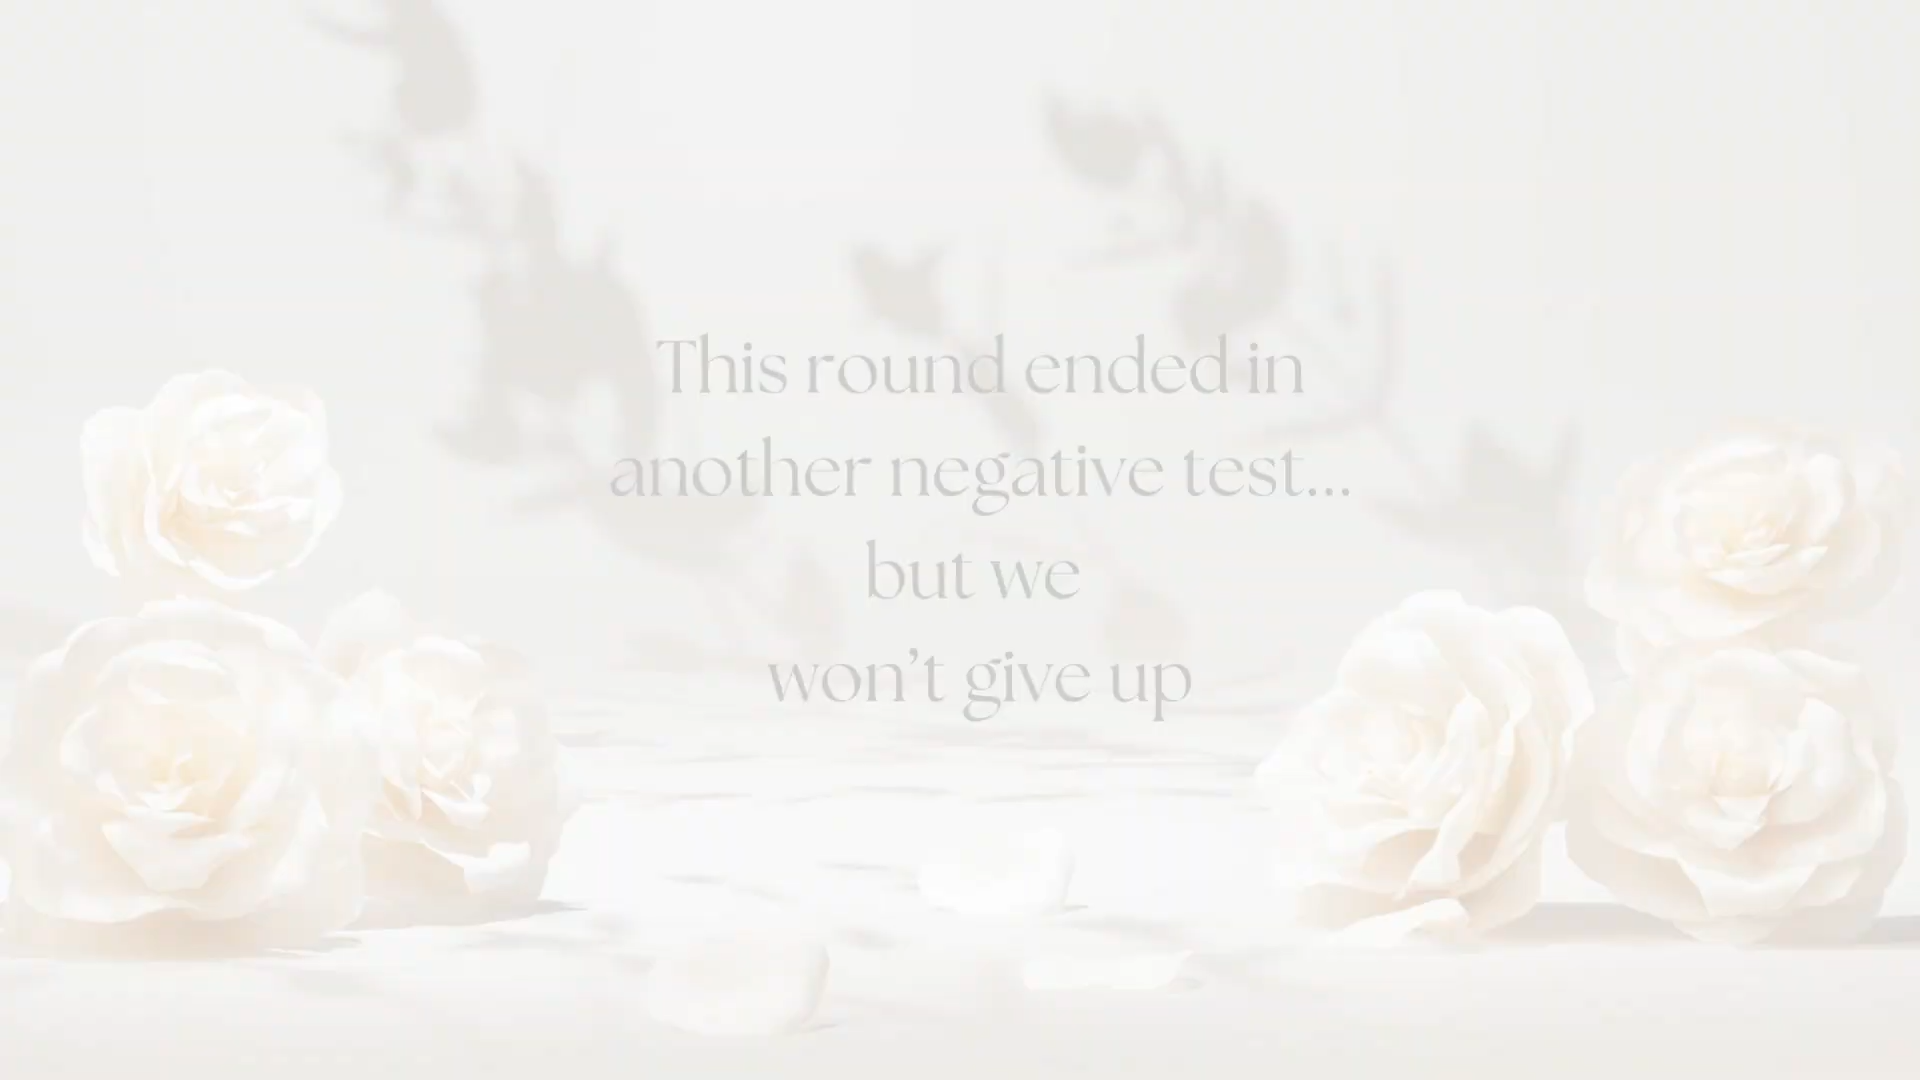 This round ended in
another negative test...
but we
won’t give up